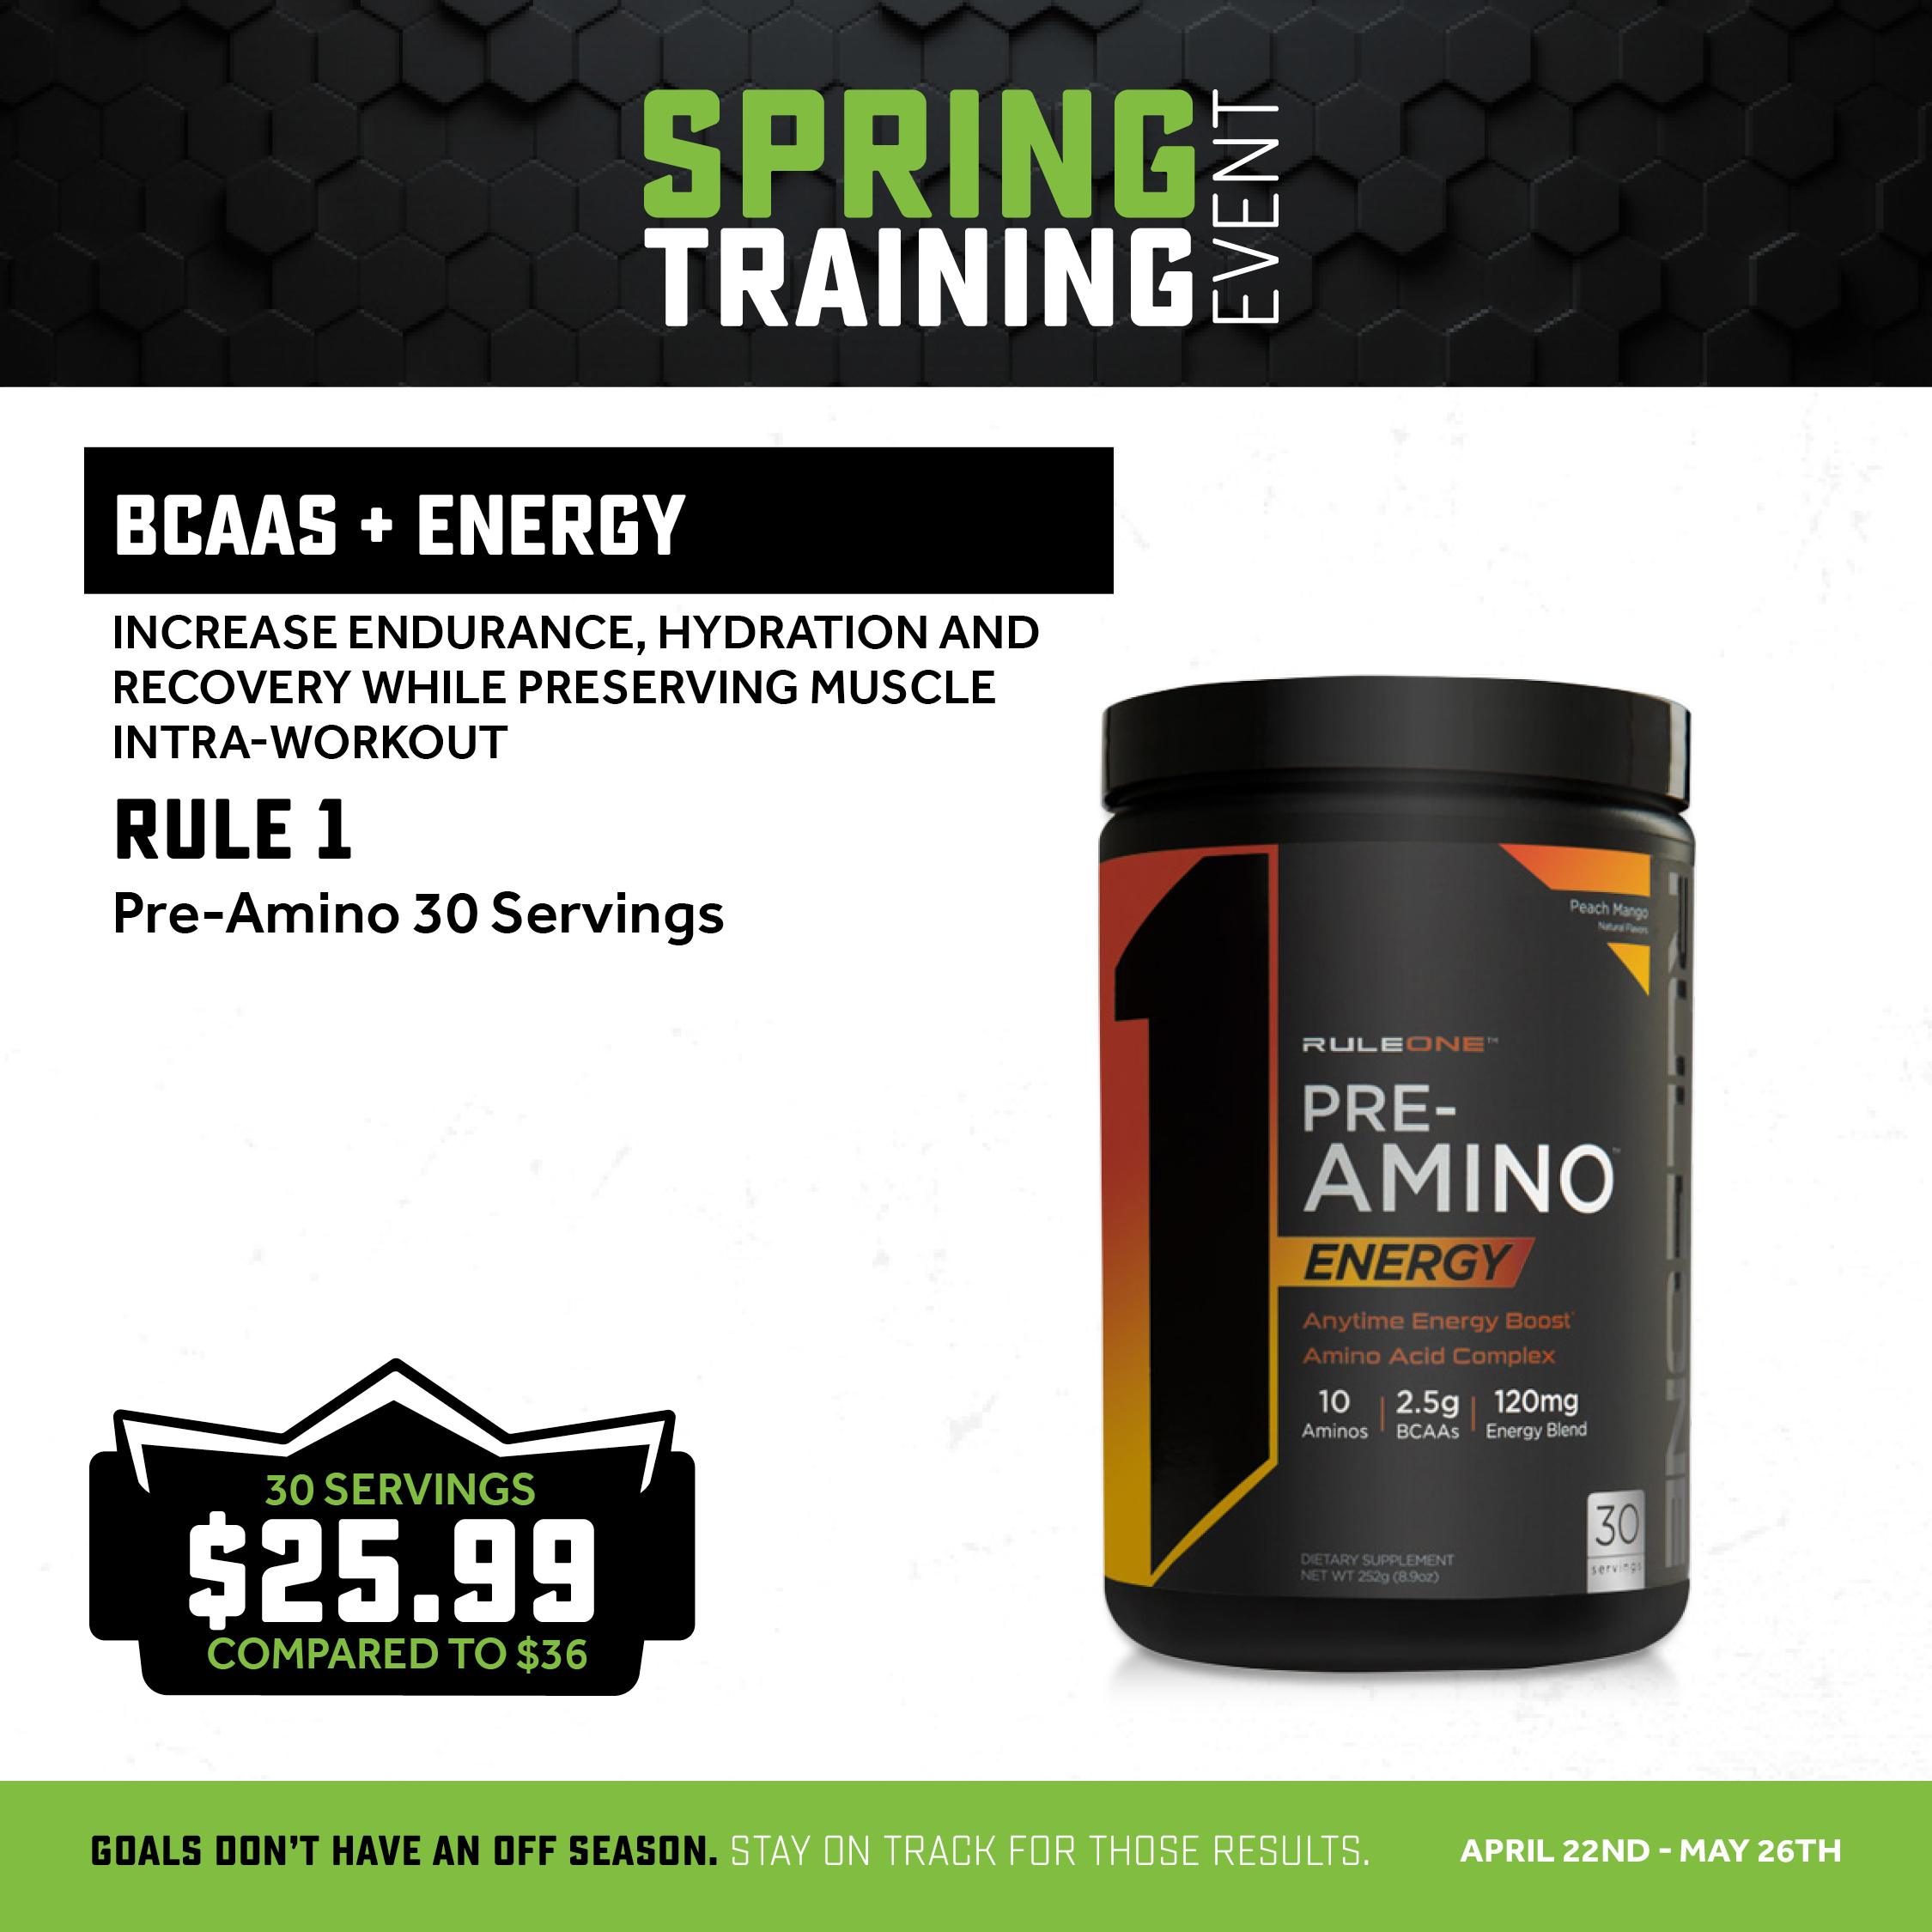 SPRING
TRAINING
EVENT
BCAAS + ENERGY
INCREASE ENDURANCE, HYDRATION AND
RECOVERY WHILE PRESERVING MUSCLE
INTRA-WORKOUT
RULE 1
Pre-Amino 30 Servings
Peach Mango
Natural Flavors
RULEONE™
PRE-
AMINO™
ENERGY
Anytime Energy Boost*
Amino Acid Complex
10 | 2.5g | 120mg
Aminos BCAAs Energy Blend
DIETARY SUPPLEMENT
NET WT 252g (8.9oz)
30
servings
RULEONE
30 SERVINGS
$25.99
COMPARED TO $36
GOALS DON'T HAVE AN OFF SEASON. STAY ON TRACK FOR THOSE RESULTS. APRIL 22ND - MAY 26TH